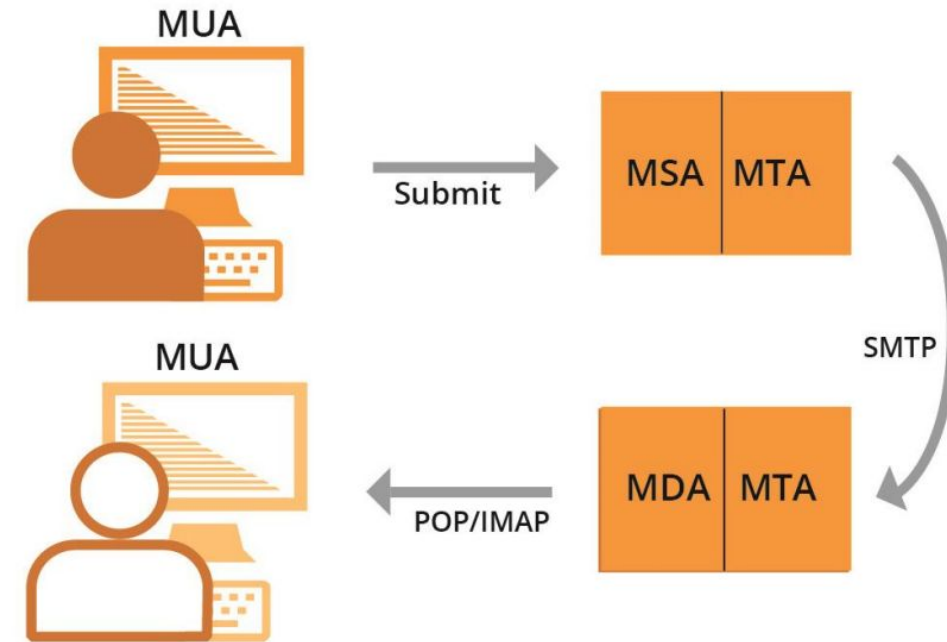 MUA
Submit
MSA MTA
SMTP
MUA
POP/IMAP
MDA MTA